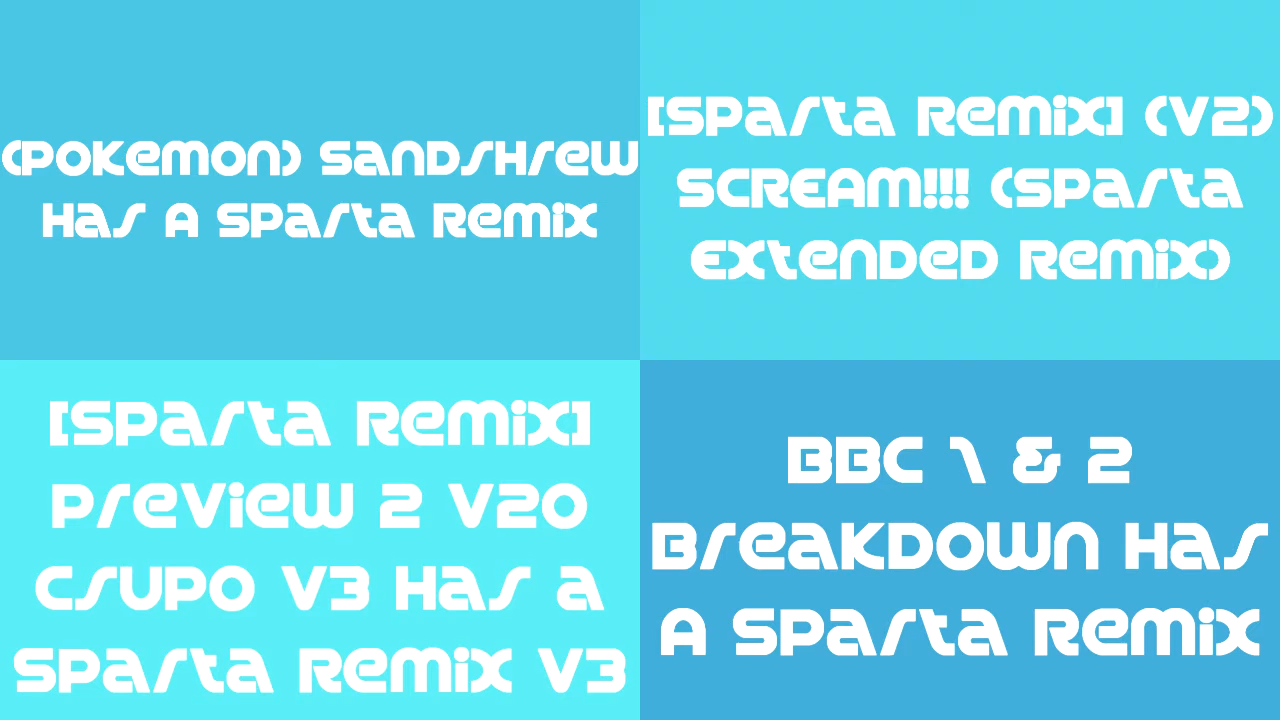 (Pokemon) Sandshrew
Has A Sparta Remix
[Sparta Remix] (V2)
SCREAM!!! (Sparta
Extended Remix)
[Sparta Remix]
Preview 2 V20
Csupo V3 Has a
Sparta Remix V3
BBC 1 & 2
Breakdown Has
A Sparta Remix